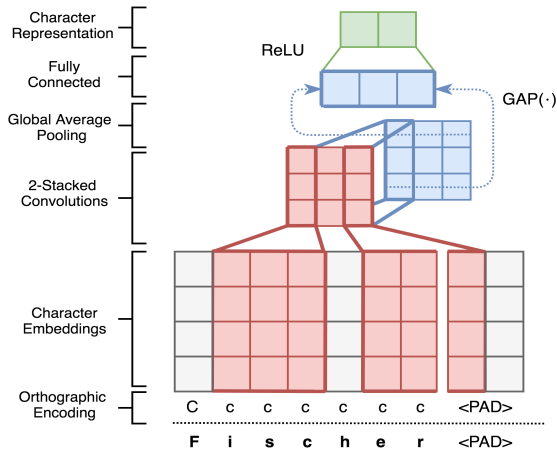 Character
Representation
ReLU
Fully
Connected
GAP(·)
Global Average
Pooling
2-Stacked
Convolutions
Character
Embeddings
Orthographic
Encoding
C c c c c c c <PAD>
F i s c h e r <PAD>